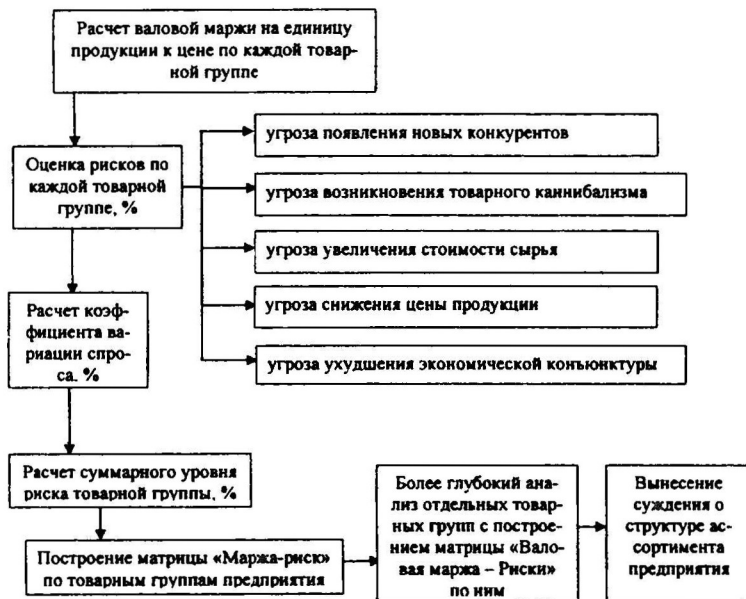 Расчет валовой маржи на единицу
продукции к цене по каждой товар-
ной группе
Оценка рисков по
каждой товарной
группе, %
угроза появления новых конкурентов
угроза возникновения товарного каннибализма
угроза увеличения стоимости сырья
угроза снижения цены продукции
угроза ухудшения экономической конъюнктуры
Расчет коэф-
фициента ва-
риации спро-
са. %
Расчет суммарного уровня
риска товарной группы, %
Построение матрицы «Маржа-риск»
по товарным группам предприятия
Более глубокий ана-
лиз отдельных товар-
ных групп с построе-
нием матрицы «Вало-
вая маржа – Риски»
по ним
Вынесение
суждения о
структуре ас-
сортимента
предприятия